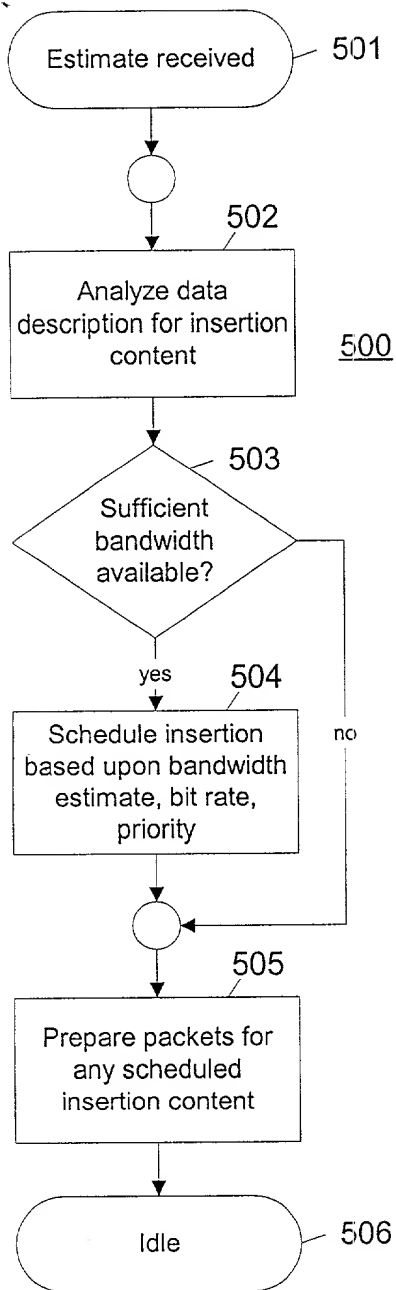 Estimate received
501
502
Analyze data
description for insertion
content
500
503
Sufficient
bandwidth
available?
yes
504
no
Schedule insertion
based upon bandwidth
estimate, bit rate,
priority
505
Prepare packets for
any scheduled
insertion content
Idle
506